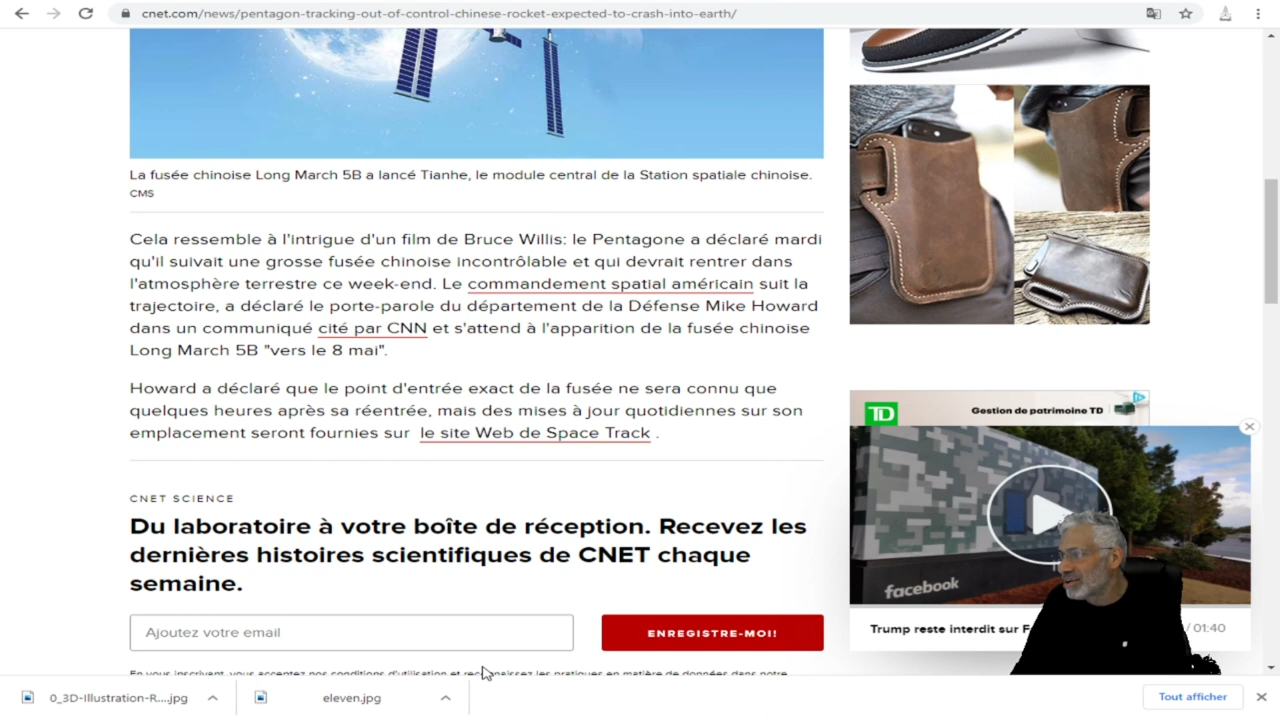 cnet.com/news/pentagon-tracking-out-of-control-chinese-rocket-expected-to-crash-into-earth/
La fusée chinoise Long March 5B a lancé Tianhe, le module central de la Station spatiale chinoise.
CMS
Cela ressemble à l'intrigue d'un film de Bruce Willis: le Pentagone a déclaré mardi
qu'il suivait une grosse fusée chinoise incontrôlable et qui devrait rentrer dans
l'atmosphère terrestre ce week-end. Le commandement spatial américain suit la
trajectoire, a déclaré le porte-parole du département de la Défense Mike Howard
dans un communiqué cité par CNN et s'attend à l'apparition de la fusée chinoise
Long March 5B "vers le 8 mai".
Howard a déclaré que le point d'entrée exact de la fusée ne sera connu que
quelques heures après sa réentrée, mais des mises à jour quotidiennes sur son
emplacement seront fournies sur le site Web de Space Track .
CNET SCIENCE
Du laboratoire à votre boîte de réception. Recevez les
dernières histoires scientifiques de CNET chaque
semaine.
Ajoutez votre email
ENREGISTRE-MOI!
En vous inscrivant, vous acceptez nos conditions d'utilisation et reconnaissez les pratiques en matière de données dans notre
TD
Gestion de patrimoine TD
facebook
Trump reste interdit sur
/ 01:40
0_3D-Illustration-R....jpg
eleven.jpg
Tout afficher